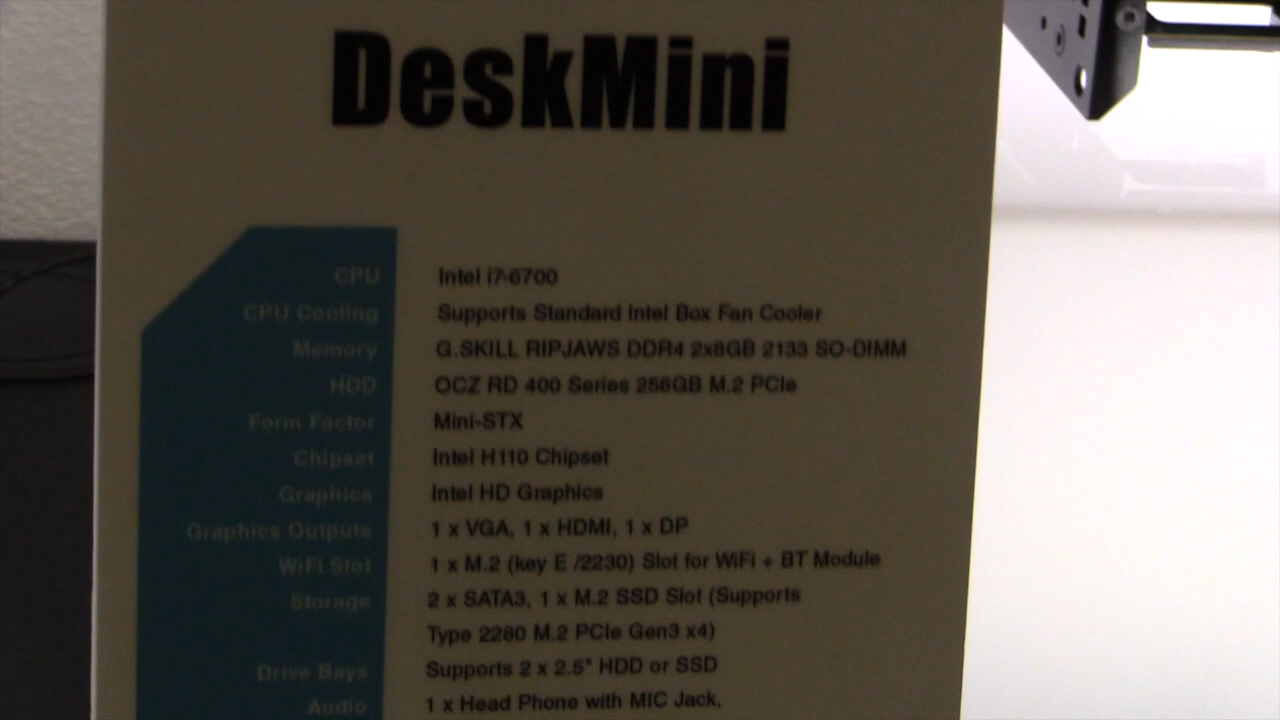 DeskMini
CPU Intel i7-6700
CPU Cooling Supports Standard Intel Box Fan Cooler
Memory G.SKILL RIPJAWS DDR4 2x8GB 2133 SO-DIMM
HDD OCZ RD 400 Series 256GB M.2 PCIe
Form Factor Mini-STX
Chipset Intel H110 Chipset
Graphics Intel HD Graphics
Graphics Outputs 1 x VGA, 1 x HDMI, 1 x DP
WiFi Slot 1 x M.2 (key E /2230) Slot for WiFi + BT Module
Storage 2 x SATA3, 1 x M.2 SSD Slot (Supports
Type 2280 M.2 PCIe Gen3 x4)
Drive Bays Supports 2 x 2.5" HDD or SSD
Audio 1 x Head Phone with MIC Jack,